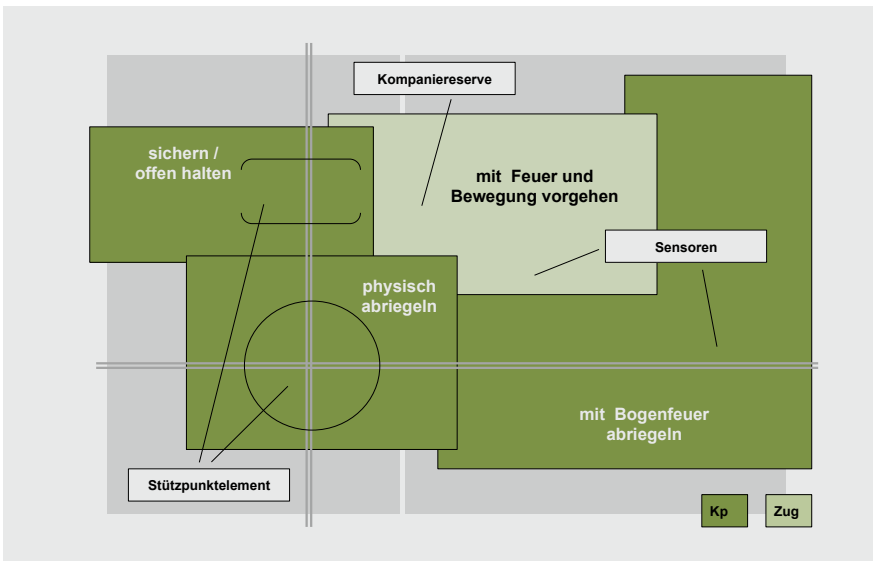 Kompaniereserve
sichern /
offen halten
mit Feuer und
Bewegung vorgehen
Sensoren
physisch
abriegeln
mit Bogenfeuer
abriegeln
Stützpunktelement
Kp
Zug